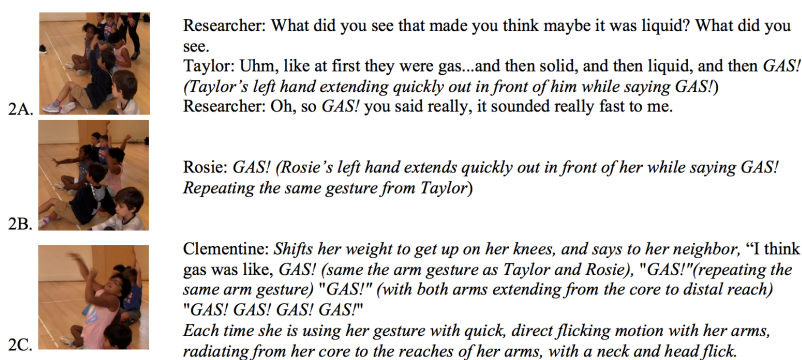 Researcher: What did you see that made you think maybe it was liquid? What did you
see.
Taylor: Uhm, like at first they were gas...and then solid, and then liquid, and then GAS!
(Taylor's left hand extending quickly out in front of him while saying GAS!)
2A. Researcher: Oh, so GAS! you said really, it sounded really fast to me.
Rosie: GAS! (Rosie's left hand extends quickly out in front of her while saying GAS!
Repeating the same gesture from Taylor)
2B.
Clementine: Shifts her weight to get up on her knees, and says to her neighbor, “I think
gas was like, GAS! (same the arm gesture as Taylor and Rosie), "GAS!"(repeating the
same arm gesture) "GAS!" (with both arms extending from the core to distal reach)
"GAS! GAS! GAS! GAS!"
Each time she is using her gesture with quick, direct flicking motion with her arms,
2C. radiating from her core to the reaches of her arms, with a neck and head flick.